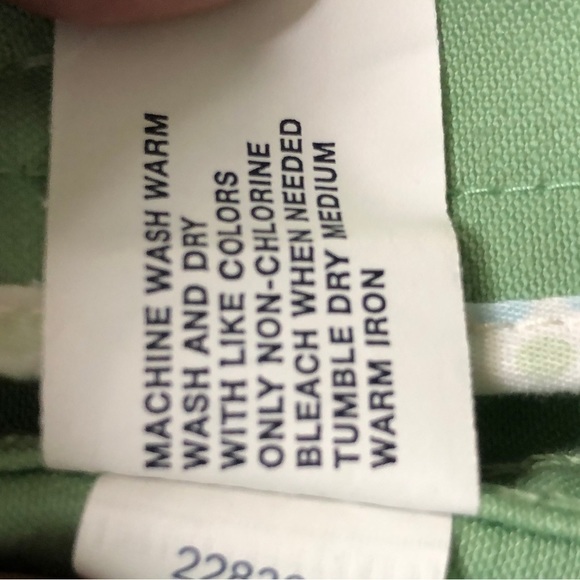 MACHINE WASH WARM
WASH AND DRY
WITH LIKE COLORS
ONLY NON-CHLORINE
BLEACH WHEN NEEDED
TUMBLE DRY MEDIUM
WARM IRON